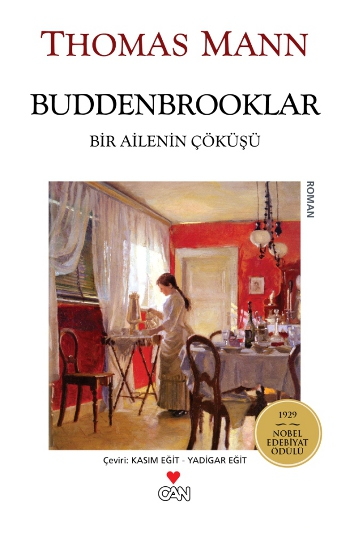 THOMAS MANN
BUDDENBROOKLAR
BİR AİLENİN ÇÖKÜŞÜ
ROMAN
1929
NOBEL
EDEBİYAT
ÖDÜLÜ
Çeviri: KASIM EĞİT - YADİGAR EĞİT
CAN